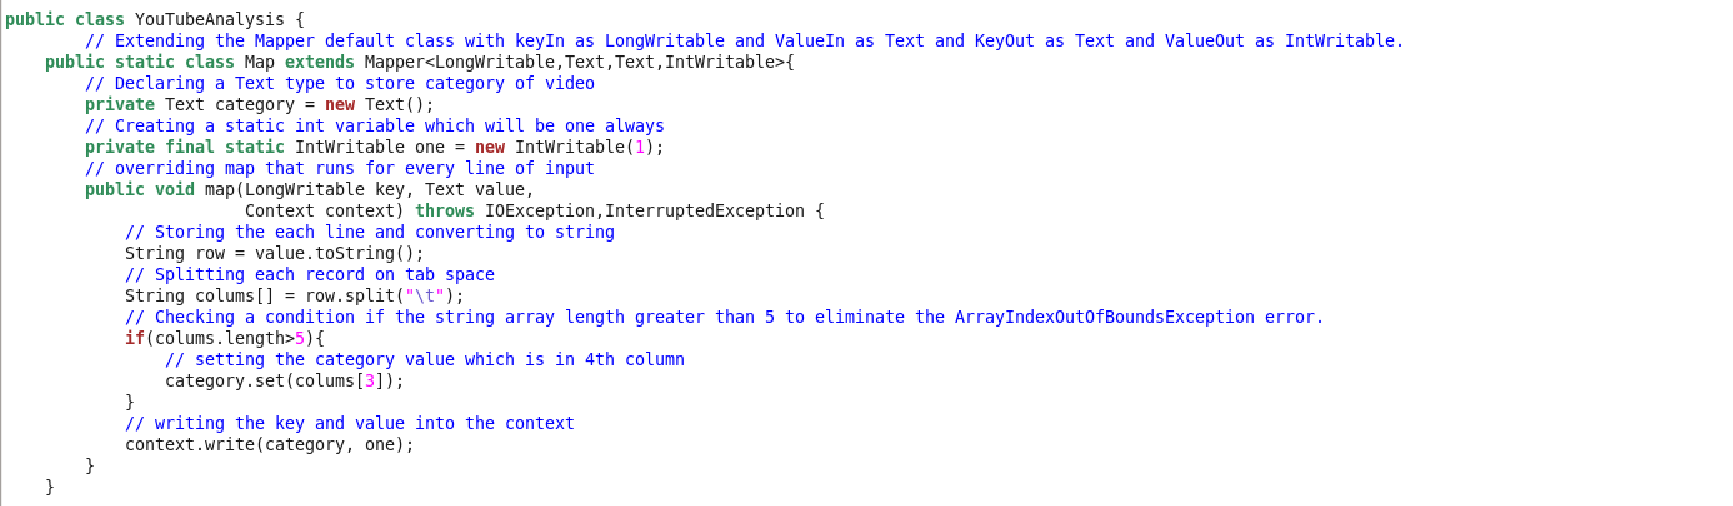 public class YouTubeAnalysis {
// Extending the Mapper default class with keyIn as LongWritable and ValueIn as Text and KeyOut as Text and ValueOut as IntWritable.
public static class Map extends Mapper<LongWritable,Text,Text,IntWritable>{
// Declaring a Text type to store category of video
private Text category = new Text();
// Creating a static int variable which will be one always
private final static IntWritable one = new IntWritable(1);
// overriding map that runs for every line of input
public void map(LongWritable key, Text value,
Context context) throws IOException,InterruptedException {
// Storing the each line and converting to string
String row = value.toString();
// Splitting each record on tab space
String colums[] = row.split("\t");
// Checking a condition if the string array length greater than 5 to eliminate the ArrayIndexOutOfBoundsException error.
if(colums.length>5){
// setting the category value which is in 4th column
category.set(colums[3]);
}
// writing the key and value into the context
context.write(category, one);
}
}